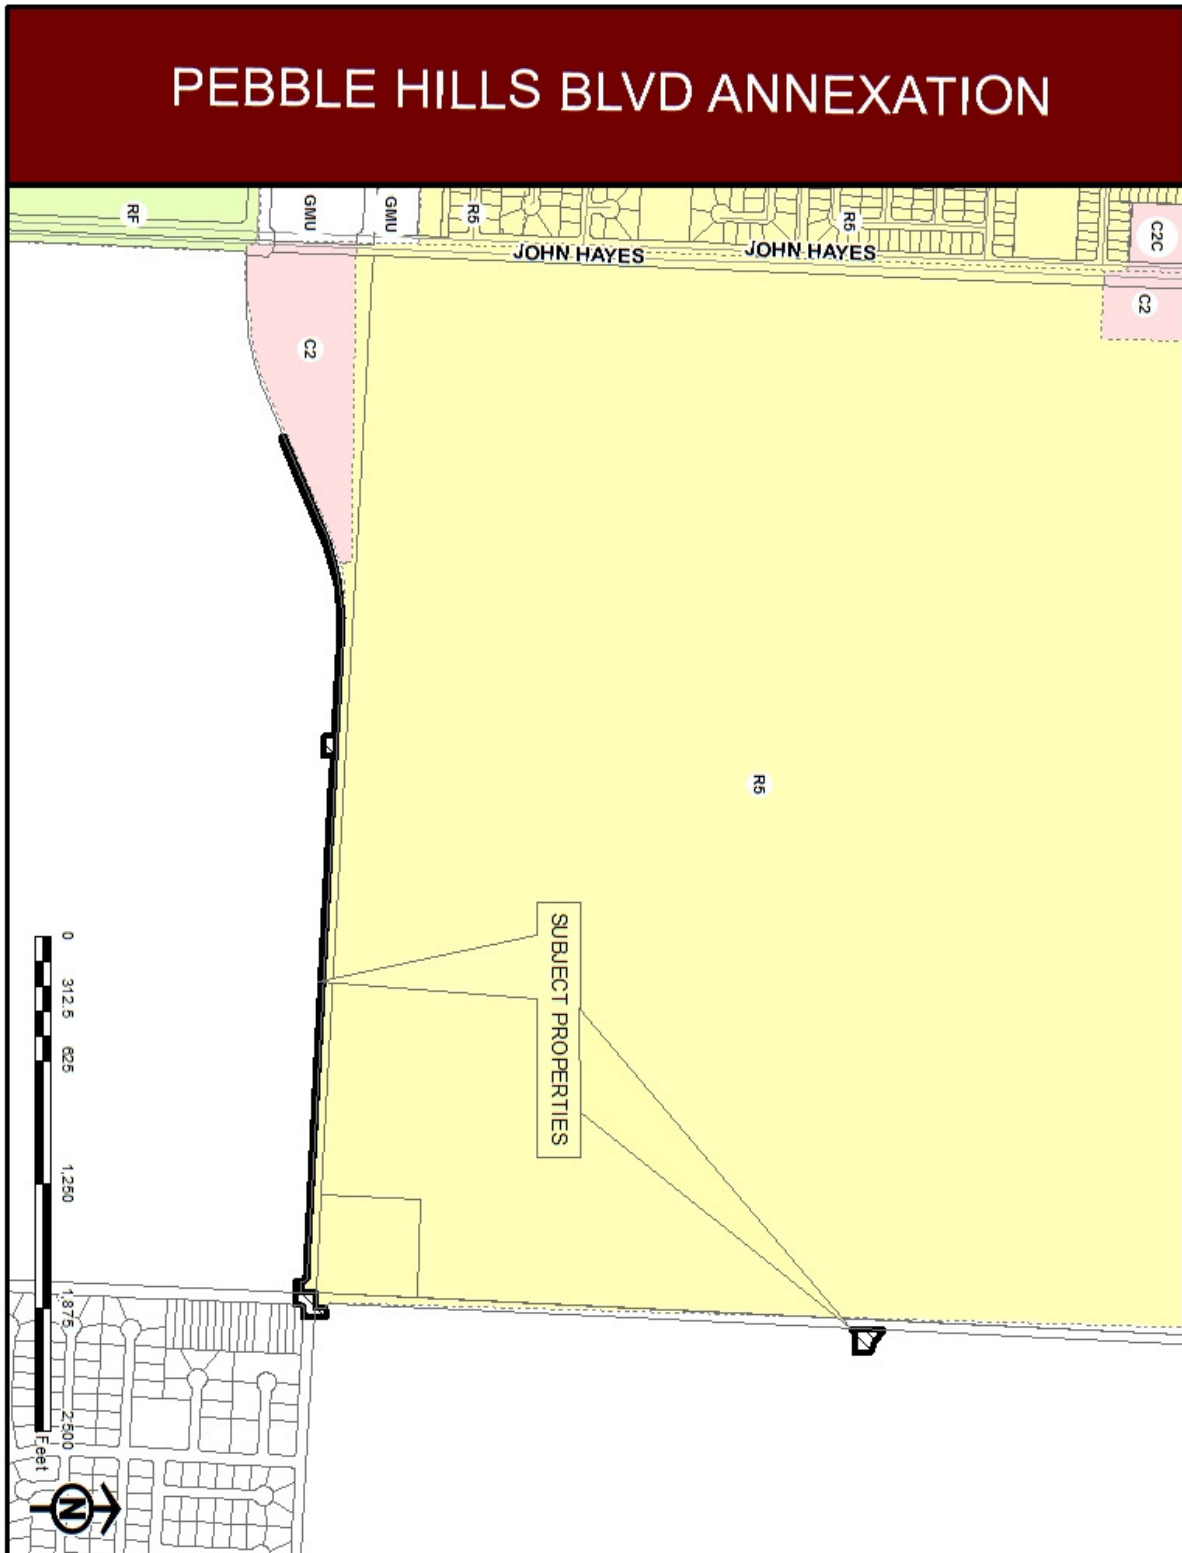 PEBBLE HILLS BLVD ANNEXATION
RF
GMU
GMU
R5
R5
C2C
JOHN HAYES
JOHN HAYES
C2
C2
R5
SUBJECT PROPERTIES
0
312.5
625
1,250
1,875
2,500
Feet
N